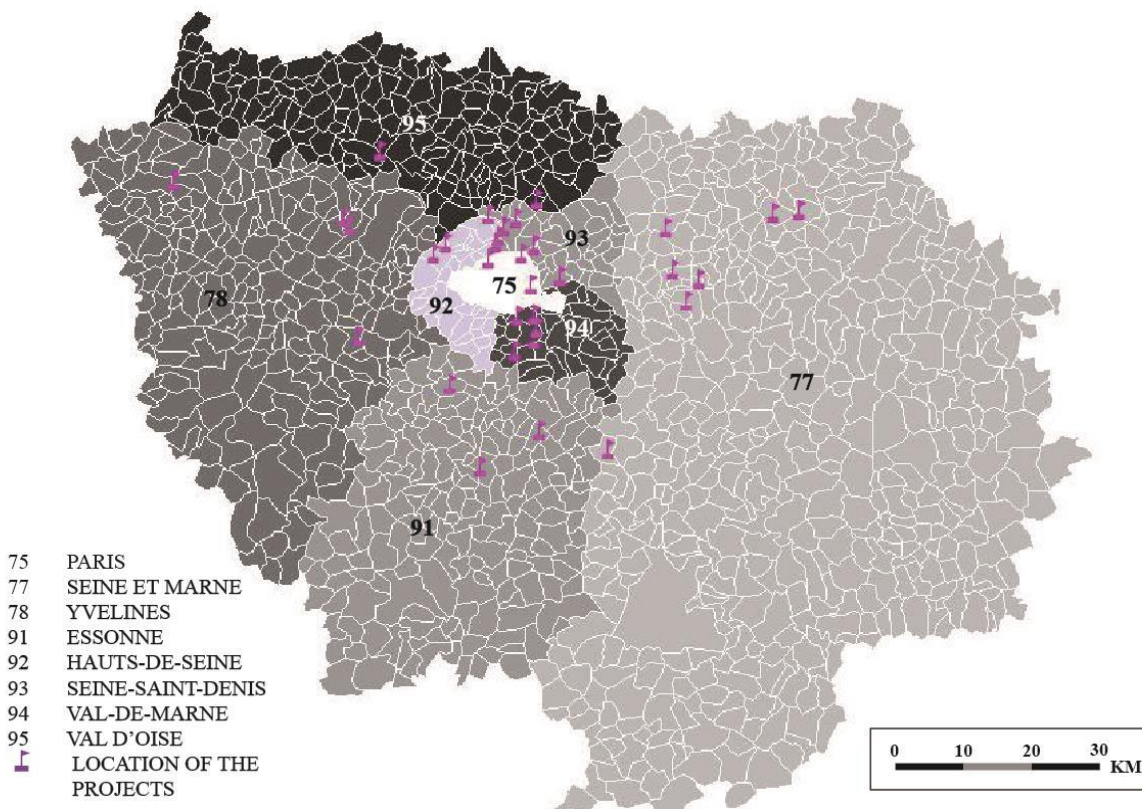 95
93
78
75
92
94
77
91
75 PARIS
77 SEINE ET MARNE
78 YVELINES
91 ESSONNE
92 HAUTS-DE-SEINE
93 SEINE-SAINT-DENIS
94 VAL-DE-MARNE
95 VAL D'OISE
LOCATION OF THE
PROJECTS
0 10 20 30
KM